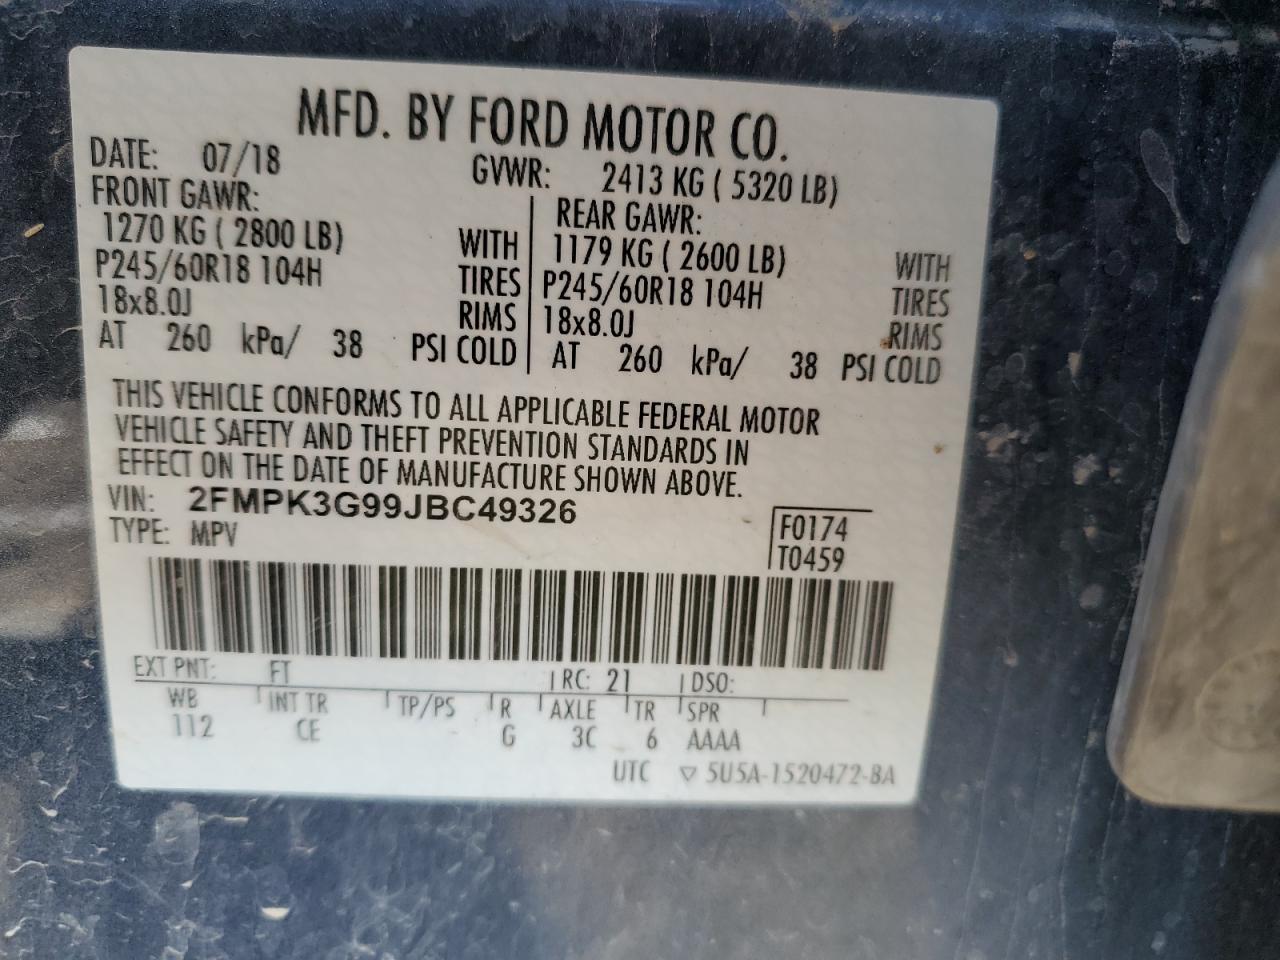 MFD. BY FORD MOTOR CO.
DATE: 07/18 GVWR: 2413 KG ( 5320 LB)
FRONT GAWR:
1270 KG ( 2800 LB) WITH
P245/60R18 104H TIRES
18x8.0J RIMS
AT 260 kPa/ 38 PSI COLD
REAR GAWR:
1179 KG ( 2600 LB) WITH
P245/60R18 104H TIRES
18x8.0J RIMS
AT 260 kPa/ 38 PSI COLD
THIS VEHICLE CONFORMS TO ALL APPLICABLE FEDERAL MOTOR
VEHICLE SAFETY AND THEFT PREVENTION STANDARDS IN
EFFECT ON THE DATE OF MANUFACTURE SHOWN ABOVE.
VIN: 2FMPK3G99JBC49326
TYPE: MPV
F0174
T0459
EXT PNT: FT RC: 21 DSO:
WB INT TR TP/PS R AXLE TR SPR
112 CE G 3C 6 AAAA
UTC ▽ 5U5A-1520472-BA